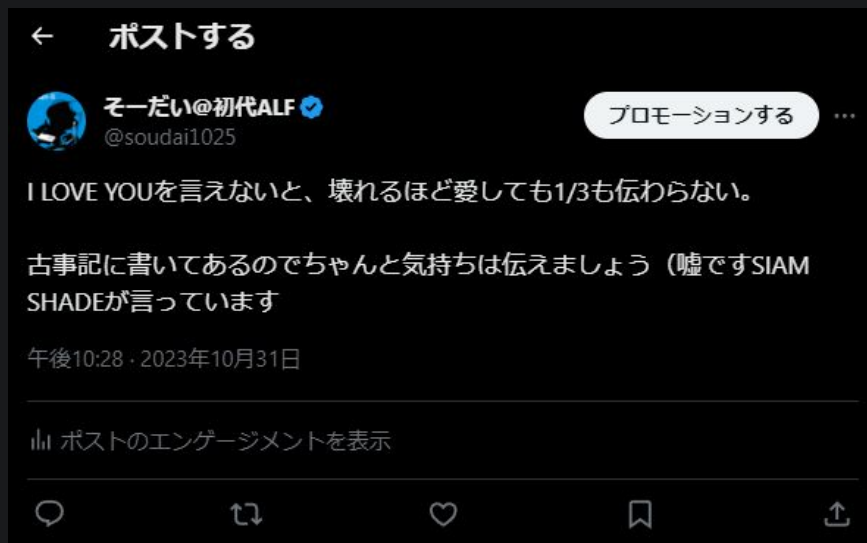 ポストする
そーだい@初代ALF
プロモーションする
@soudai1025
I LOVE YOUを言えないと、壊れるほど愛しても1/3も伝わらない。
古事記に書いてあるのでちゃんと気持ちは伝えましょう（嘘ですSIAM
SHADEが言っています
午後10:28 · 2023年10月31日
ポストのエンゲージメントを表示